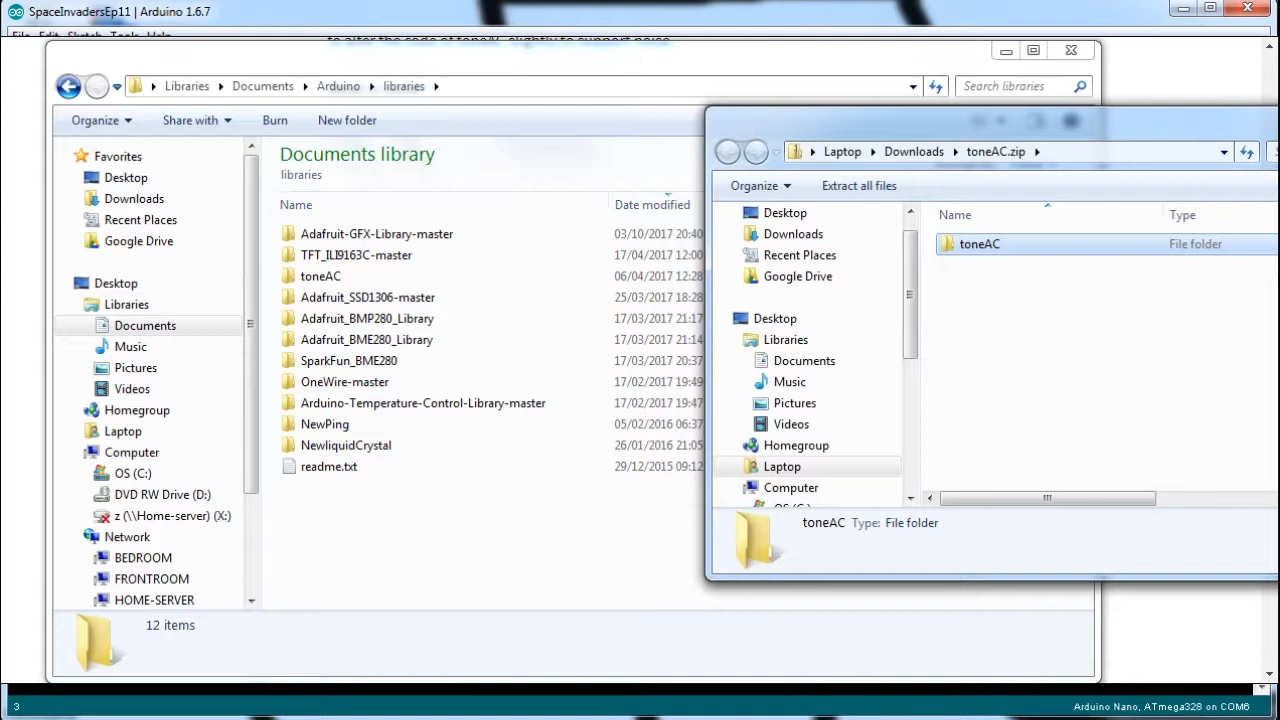 SpaceInvadersEp11 | Arduino 1.6.7
File Edit Sketch Tools Help
to alter the code of toneAC slightly to support noise
Libraries Documents Arduino libraries
Search libraries
Organize Share with Burn New folder
Favorites
Desktop
Downloads
Recent Places
Google Drive
Desktop
Libraries
Documents
Music
Pictures
Videos
Homegroup
Laptop
Computer
OS (C:)
DVD RW Drive (D:)
z (\\Home-server) (X:)
Network
BEDROOM
FRONTROOM
HOME-SERVER
Documents library
libraries
Name Date modified
Adafruit-GFX-Library-master 03/10/2017 20:40
TFT_ILI9163C-master 17/04/2017 12:00
toneAC 06/04/2017 12:28
Adafruit_SSD1306-master 25/03/2017 18:28
Adafruit_BMP280_Library 17/03/2017 21:17
Adafruit_BME280_Library 17/03/2017 21:14
SparkFun_BME280 17/03/2017 20:37
OneWire-master 17/02/2017 19:49
Arduino-Temperature-Control-Library-master 17/02/2017 19:47
NewPing 05/02/2016 06:37
NewliquidCrystal 26/01/2016 21:05
readme.txt 29/12/2015 09:12
12 items
Laptop Downloads toneAC.zip
Organize Extract all files
Desktop
Downloads
Recent Places
Google Drive
Desktop
Libraries
Documents
Music
Pictures
Videos
Homegroup
Laptop
Computer
Name Type
toneAC File folder
toneAC Type: File folder
3
Arduino Nano, ATmega328 on COM6